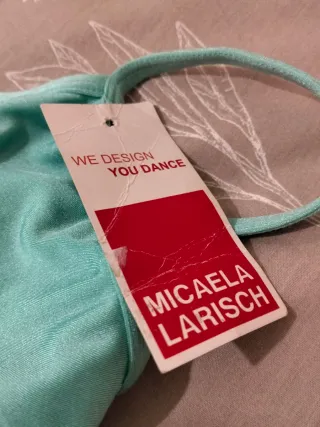 WE DESIGN
YOU DANCE
MICAELA
LARISCH